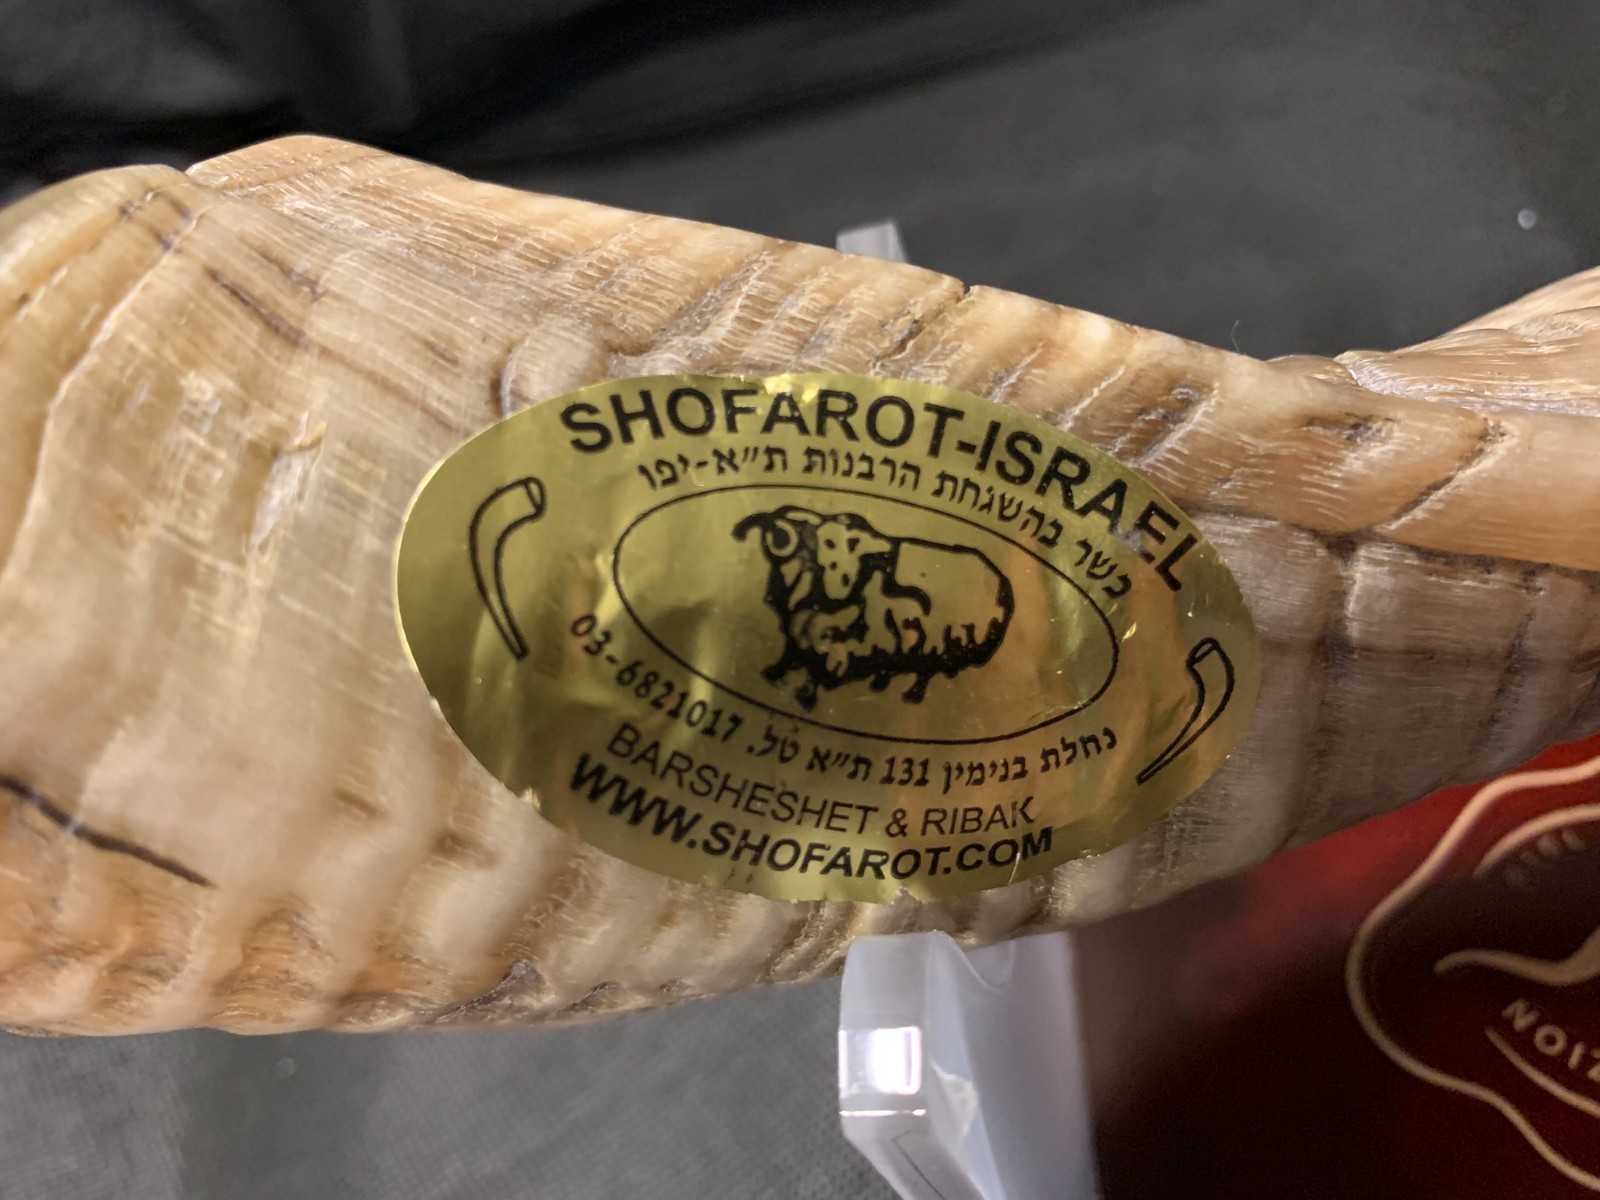 SHOFAROT-ISRAEL
כשר בהשגחת הרבנות ת״א-יפו
נחלת בנימין 131 ת״א טל. 03-6821017
BARSHESHET & RIBAK
WWW.SHOFAROT.COM